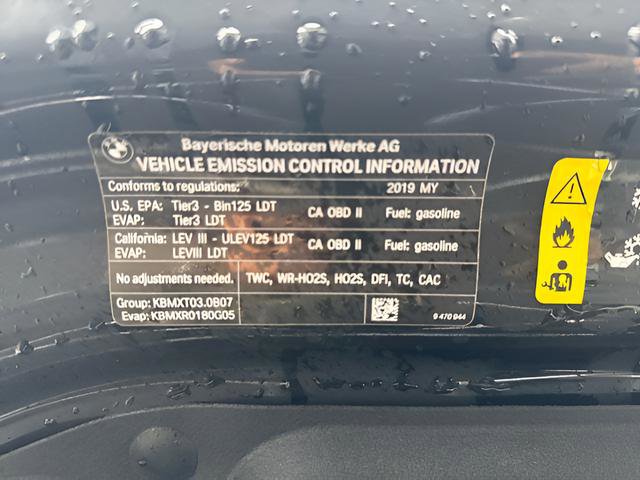 Bayerische Motoren Werke AG
VEHICLE EMISSION CONTROL INFORMATION
Conforms to regulations: 2019 MY
U.S, EPA: Tier3 - Bin125 LDT CA OBD II Fuel: gasoline
EVAP: Tier3 LDT
California: LEV III - ULEV125 LDT CA OBD II Fuel: gasoline
EVAP: LEVIII LDT
No adjustments needed. TWC, WR-HO2S, HO2S, DFI, TC, CAC
Group: KBMXT03.0B07
Evap: KBMXR0180G05
9 470 944